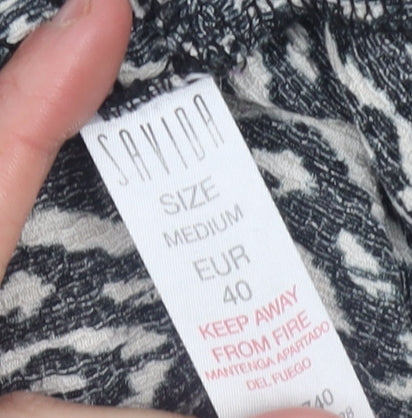 SAVIDA
SIZE
MEDIUM
EUR
40
KEEP AWAY
FROM FIRE
MANTENGA APARTADO
DEL FUEGO